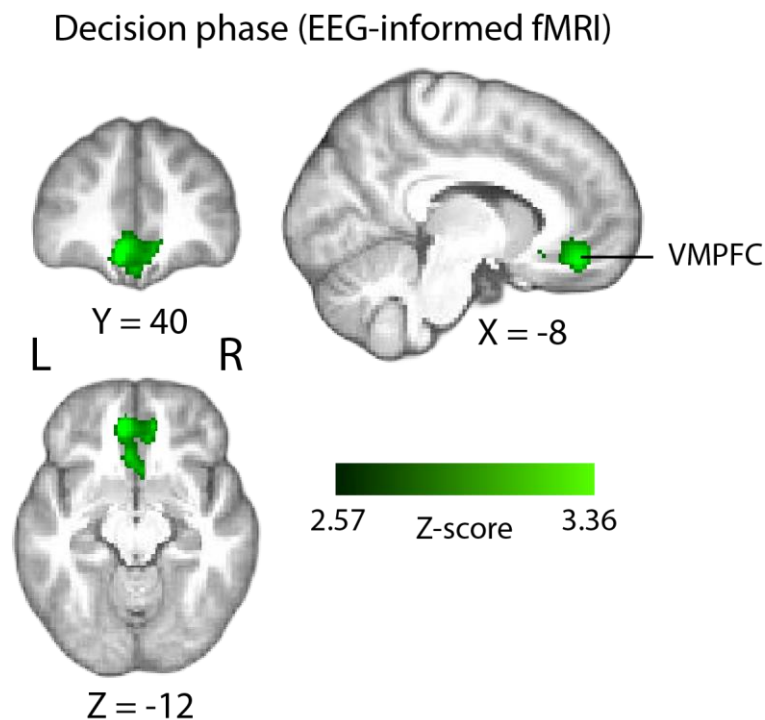 Decision phase (EEG-informed fMRI)
VMPFC
Y = 40
X = -8
L R
2.57 Z-score 3.36
Z = -12